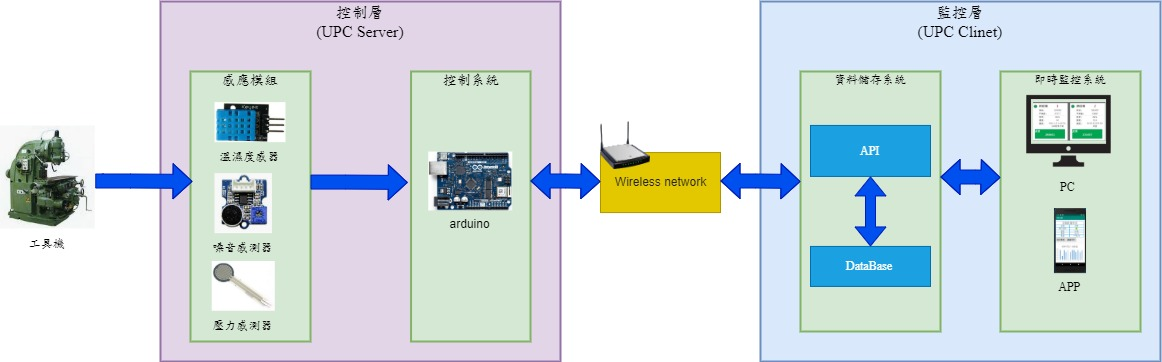 控制層
(UPC Server)
監控層
(UPC Clinet)
感應模組
控制系統
資料儲存系統
即時監控系統
溫濕度感器
API
Wireless network
PC
arduino
工具機
噪音感測器
DataBase
APP
壓力感測器